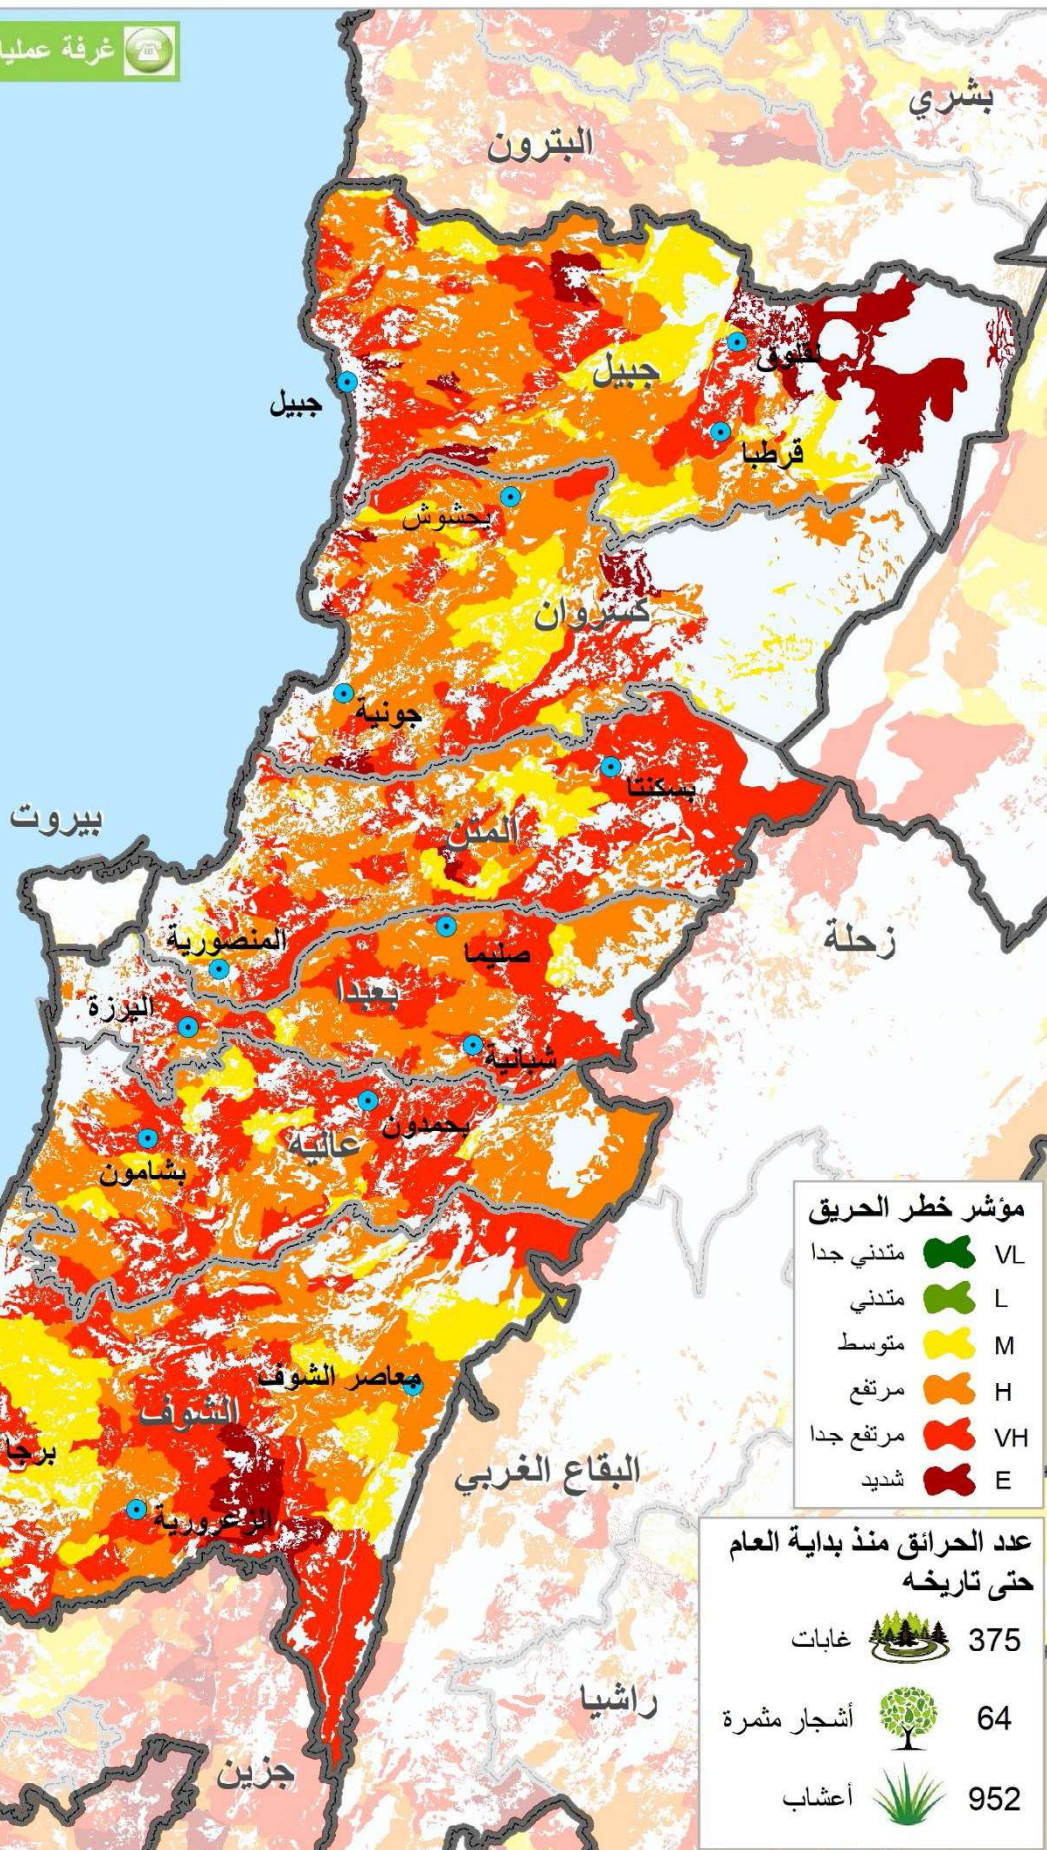 غرفة عمليا
بشري
البترون
لقلوق
جبيل
جبيل
قرطبا
يحشوش
كسروان
جونية
بسكنتا
المتن
بيروت
زحلة
المنصورية
صليما
بعبدا
اليرزة
شبانية
بحمدون
عاليه
بشامون
معاصر الشوف
الشوف
برجا
البقاع الغربي
الزعرورية
راشيا
جزين
مؤشر خطر الحريق
متدني جدا VL
متدني L
متوسط M
مرتفع H
مرتفع جدا VH
شديد E
عدد الحرائق منذ بداية العام
حتى تاريخه
375 غابات
64 أشجار مثمرة
952 أعشاب